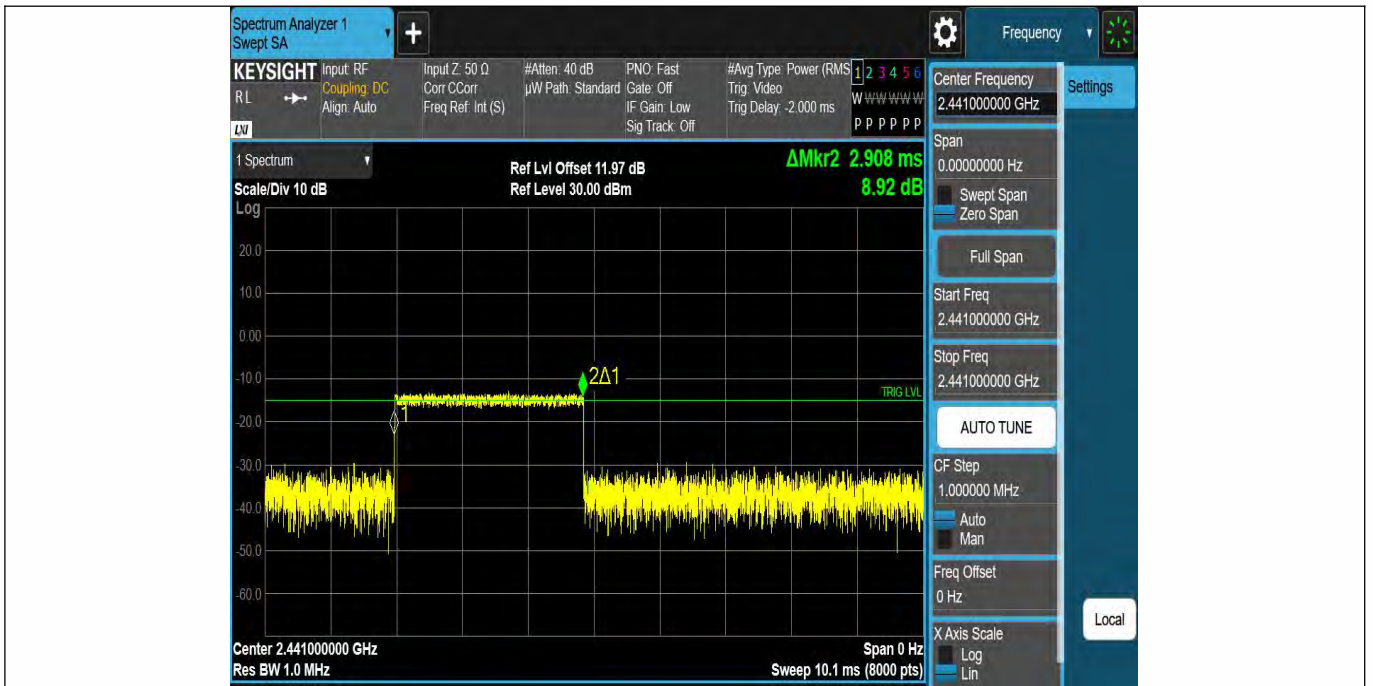 Spectrum Analyzer 1
Swept SA
+
Frequency
KEYSIGHT
RL
LXI
Input: RF
Coupling: DC
Align: Auto
Input Z: 50 Ω
Corr CCorr
Freq Ref: Int (S)
#Atten: 40 dB
µW Path: Standard
PNO: Fast
Gate: Off
IF Gain: Low
Sig Track: Off
#Avg Type: Power (RMS
Trig: Video
Trig Delay: -2.000 ms
1 2 3 4 5 6
W W W W W W
P P P P P P
1 Spectrum
Scale/Div 10 dB
Log
Ref Lvl Offset 11.97 dB
Ref Level 30.00 dBm
ΔMkr2 2.908 ms
8.92 dB
20.0
10.0
0.00
-10.0
-20.0
-30.0
-40.0
-50.0
-60.0
2Δ1
1
TRIG LVL
Center 2.441000000 GHz
Res BW 1.0 MHz
Span 0 Hz
Sweep 10.1 ms (8000 pts)
Center Frequency
2.441000000 GHz
Settings
Span
0.00000000 Hz
Swept Span
Zero Span
Full Span
Start Freq
2.441000000 GHz
Stop Freq
2.441000000 GHz
AUTO TUNE
CF Step
1.000000 MHz
Auto
Man
Freq Offset
0 Hz
X Axis Scale
Log
Lin
Local